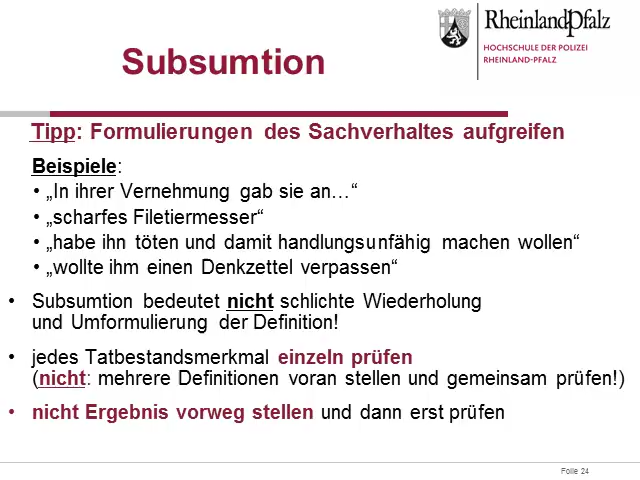 RheinlandPfalz
HOCHSCHULE DER POLIZEI
RHEINLAND-PFALZ
Subsumtion
Tipp: Formulierungen des Sachverhaltes aufgreifen
Beispiele:
• „In ihrer Vernehmung gab sie an…“
• „scharfes Filetiermesser“
• „habe ihn töten und damit handlungsunfähig machen wollen“
• „wollte ihm einen Denkzettel verpassen“
• Subsumtion bedeutet nicht schlichte Wiederholung
und Umformulierung der Definition!
• jedes Tatbestandsmerkmal einzeln prüfen
(nicht: mehrere Definitionen voran stellen und gemeinsam prüfen!)
• nicht Ergebnis vorweg stellen und dann erst prüfen
Folie 24